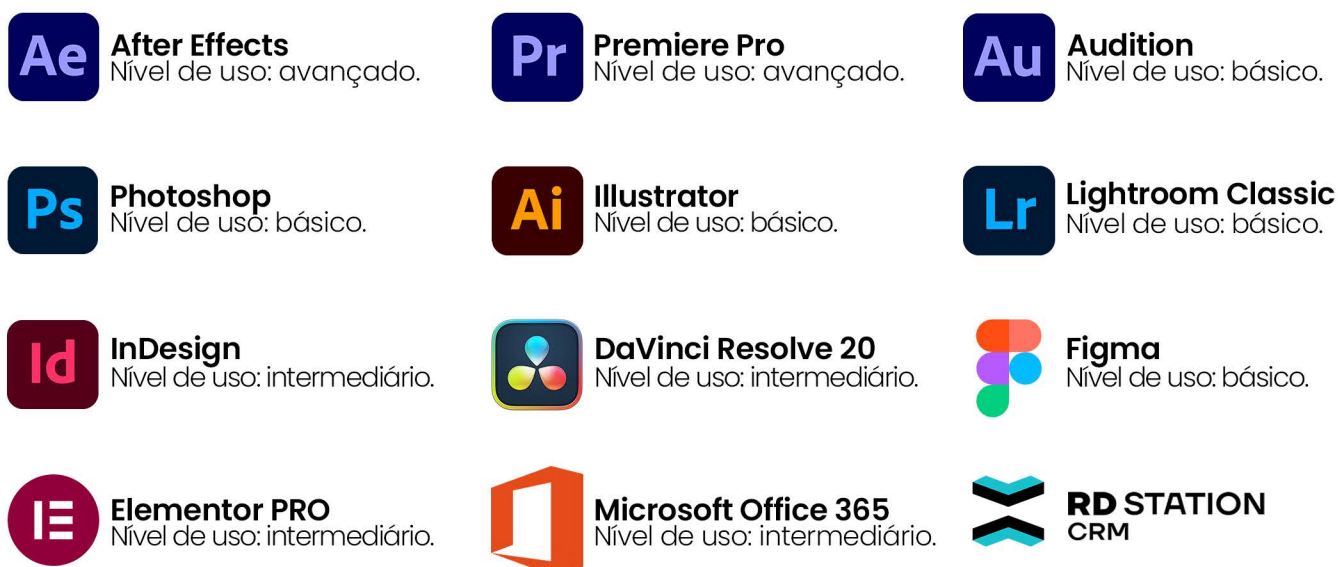 Ae After Effects
Nível de uso: avançado.
Pr Premiere Pro
Nível de uso: avançado.
Au Audition
Nível de uso: básico.
Ps Photoshop
Nível de uso: básico.
Ai Illustrator
Nível de uso: básico.
Lr Lightroom Classic
Nível de uso: básico.
Id InDesign
Nível de uso: intermediário.
DaVinci Resolve 20
Nível de uso: intermediário.
Figma
Nível de uso: básico.
Elementor PRO
Nível de uso: intermediário.
Microsoft Office 365
Nível de uso: intermediário.
RD STATION
CRM